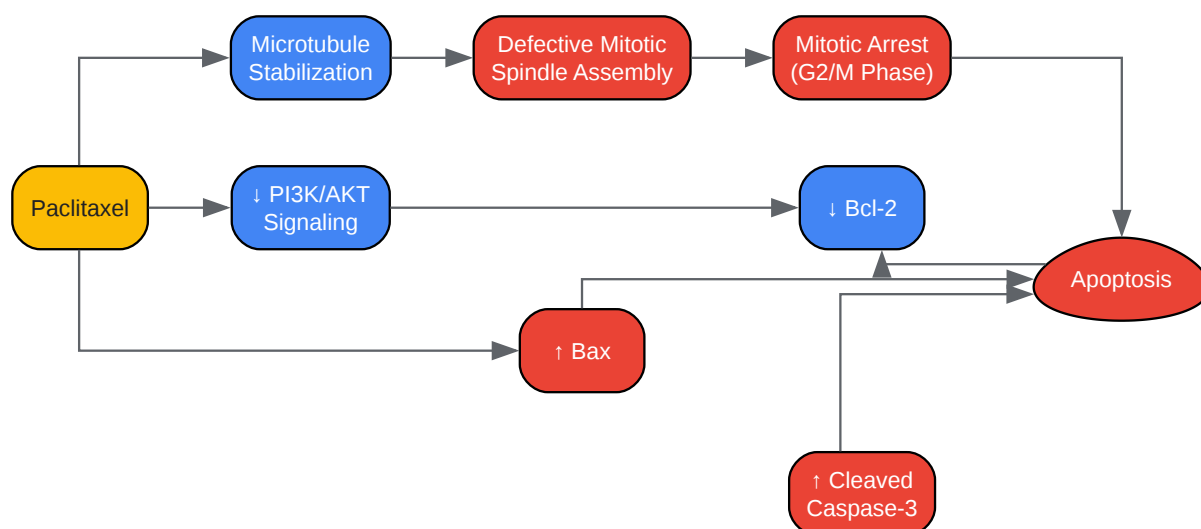 Microtubule
Stabilization
Defective Mitotic
Spindle Assembly
Mitotic Arrest
(G2/M Phase)
Paclitaxel
↓ PI3K/AKT
Signaling
↓ Bcl-2
Apoptosis
↑ Bax
↑ Cleaved
Caspase-3